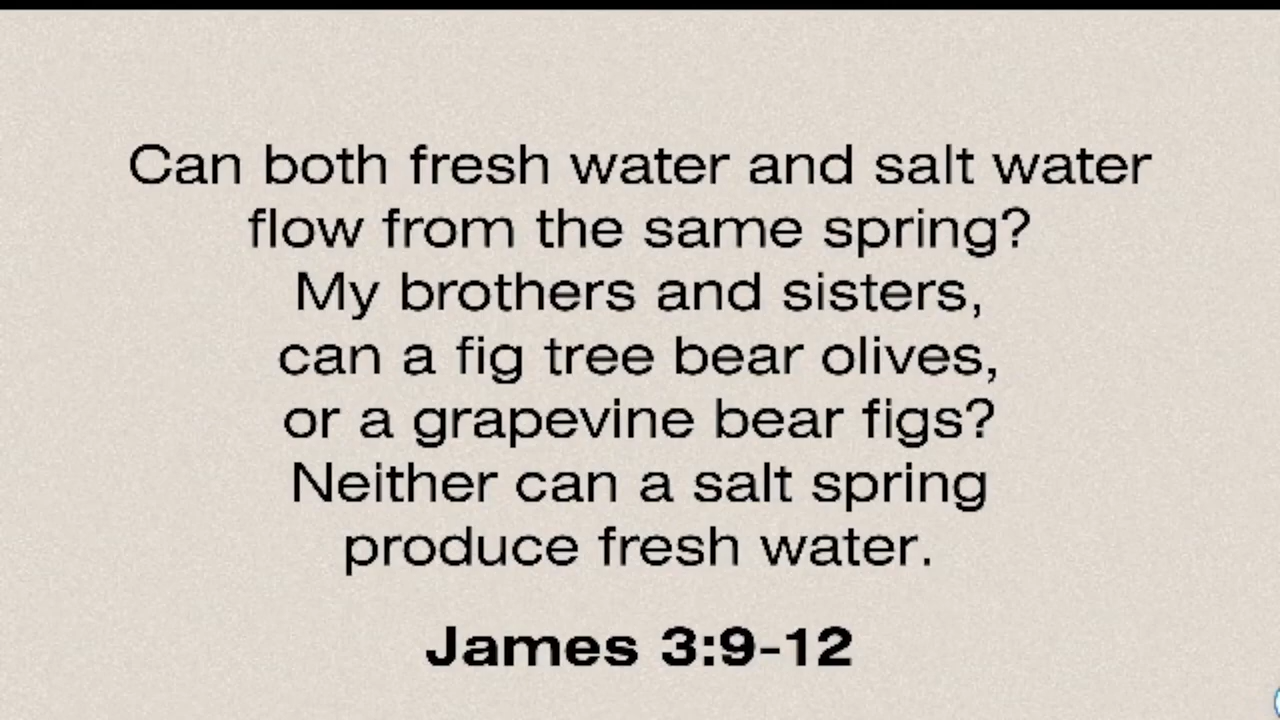 Can both fresh water and salt water
flow from the same spring?
My brothers and sisters,
can a fig tree bear olives,
or a grapevine bear figs?
Neither can a salt spring
produce fresh water.
James 3:9-12